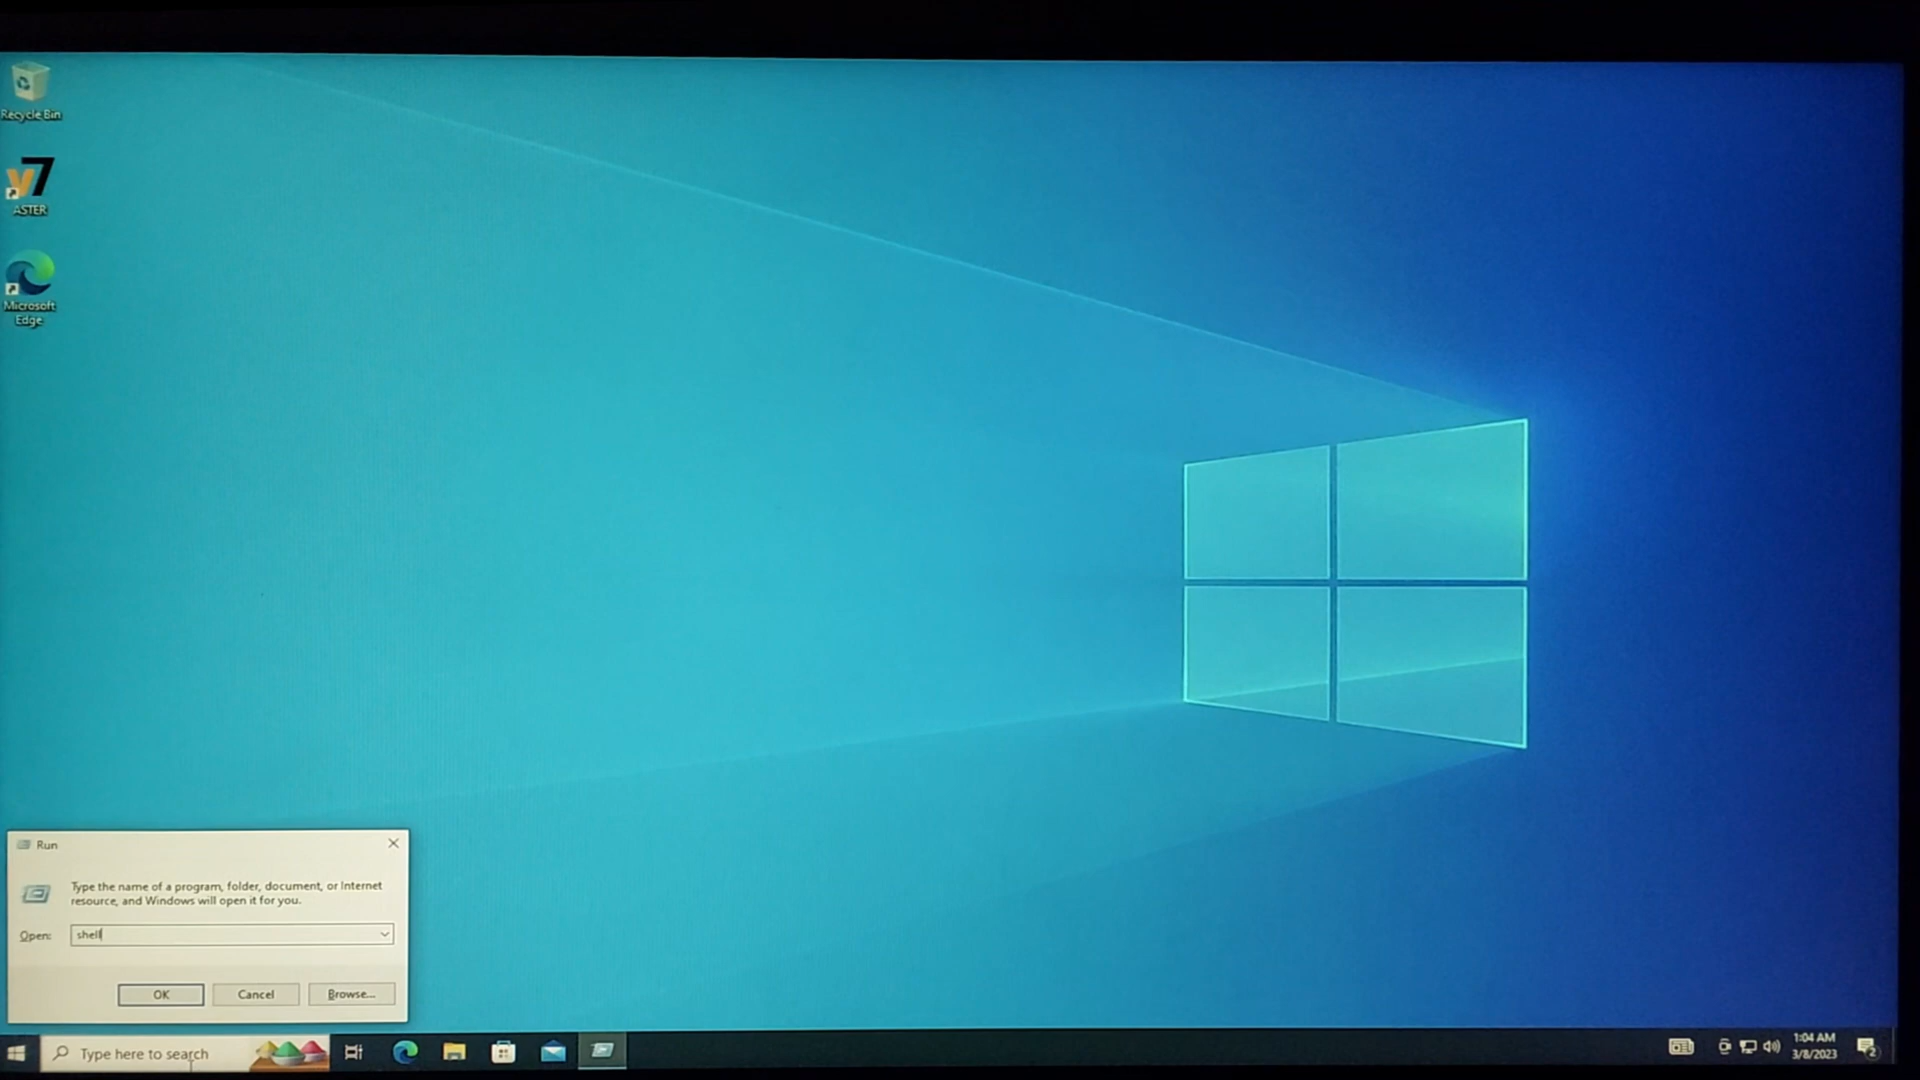 Recycle Bin
V7
ASTER
Microsoft
Edge
Run
Type the name of a program, folder, document, or Internet
resource, and Windows will open it for you.
Open:
shell
OK
Cancel
Browse...
Type here to search
1:04 AM
3/8/2023
2